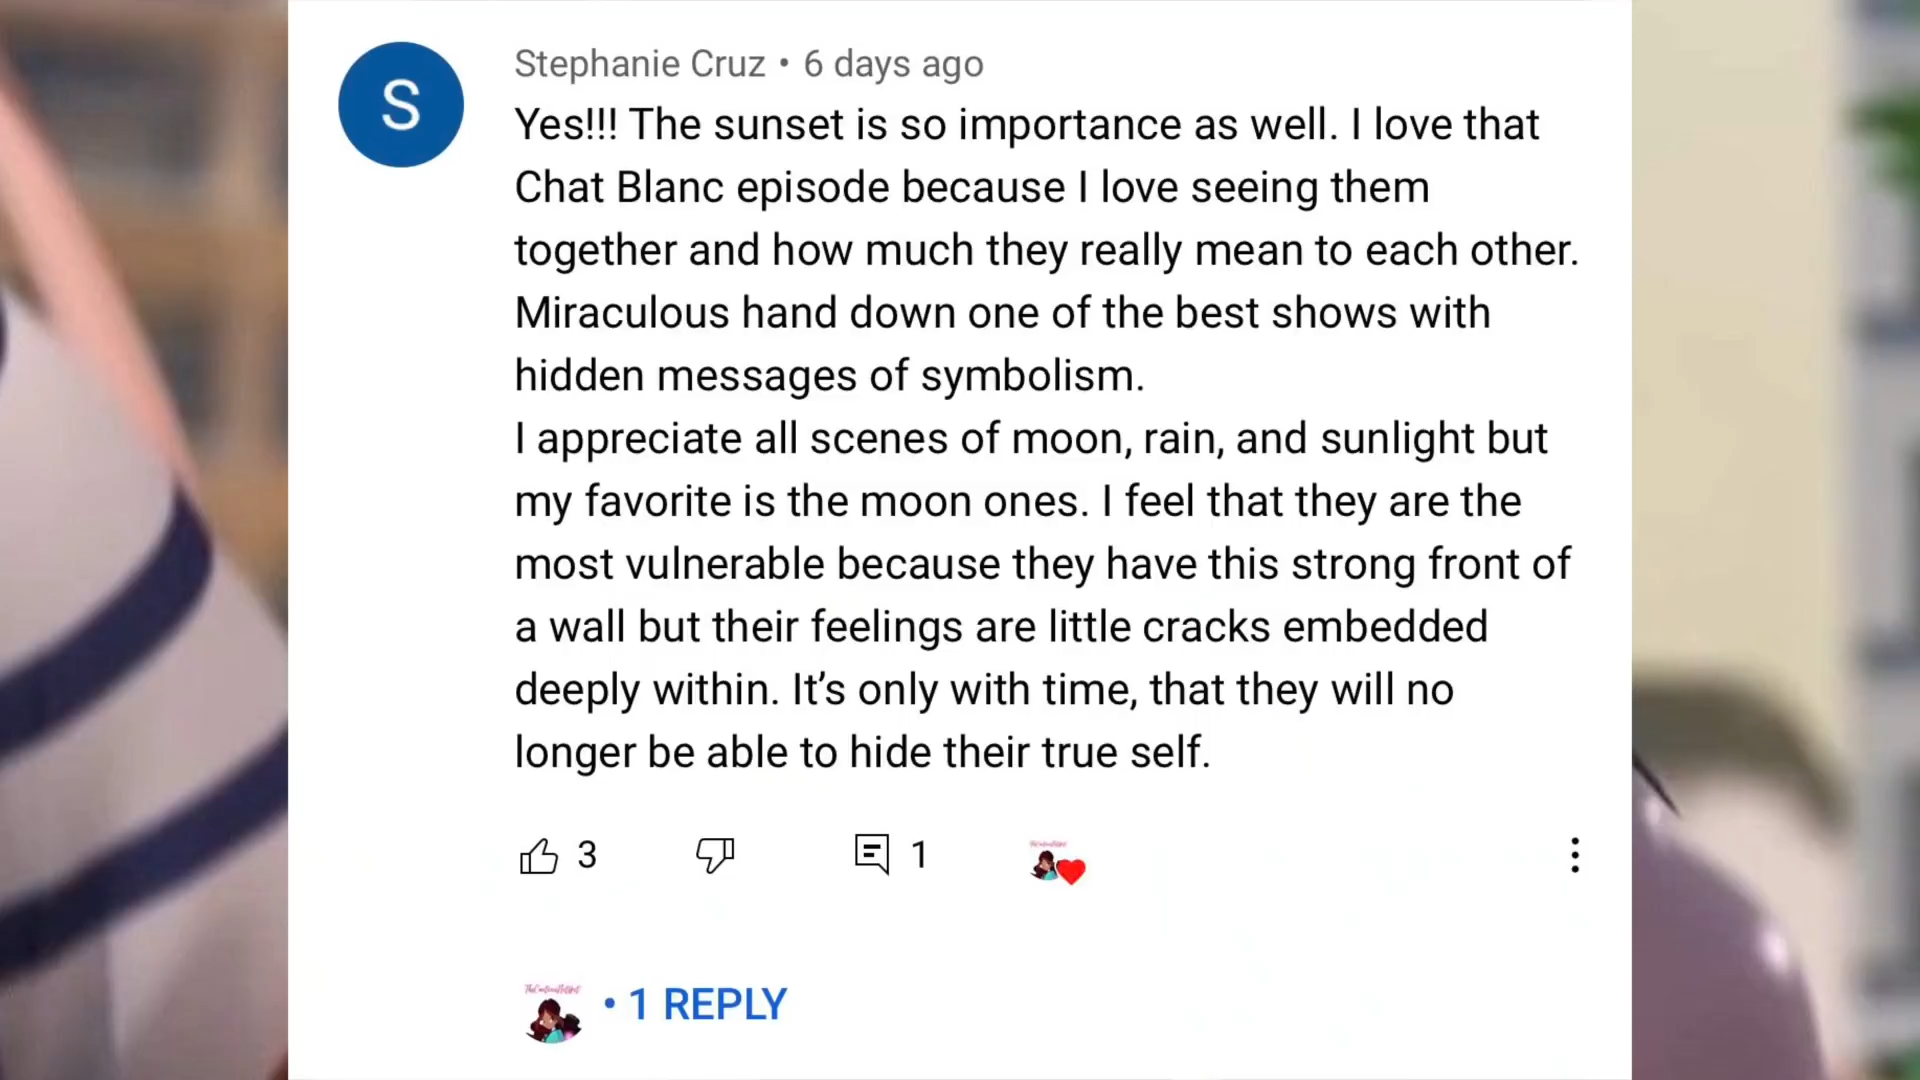 S
Stephanie Cruz • 6 days ago
Yes!!! The sunset is so importance as well. I love that
Chat Blanc episode because I love seeing them
together and how much they really mean to each other.
Miraculous hand down one of the best shows with
hidden messages of symbolism.
I appreciate all scenes of moon, rain, and sunlight but
my favorite is the moon ones. I feel that they are the
most vulnerable because they have this strong front of
a wall but their feelings are little cracks embedded
deeply within. It’s only with time, that they will no
longer be able to hide their true self.
3 1
• 1 REPLY